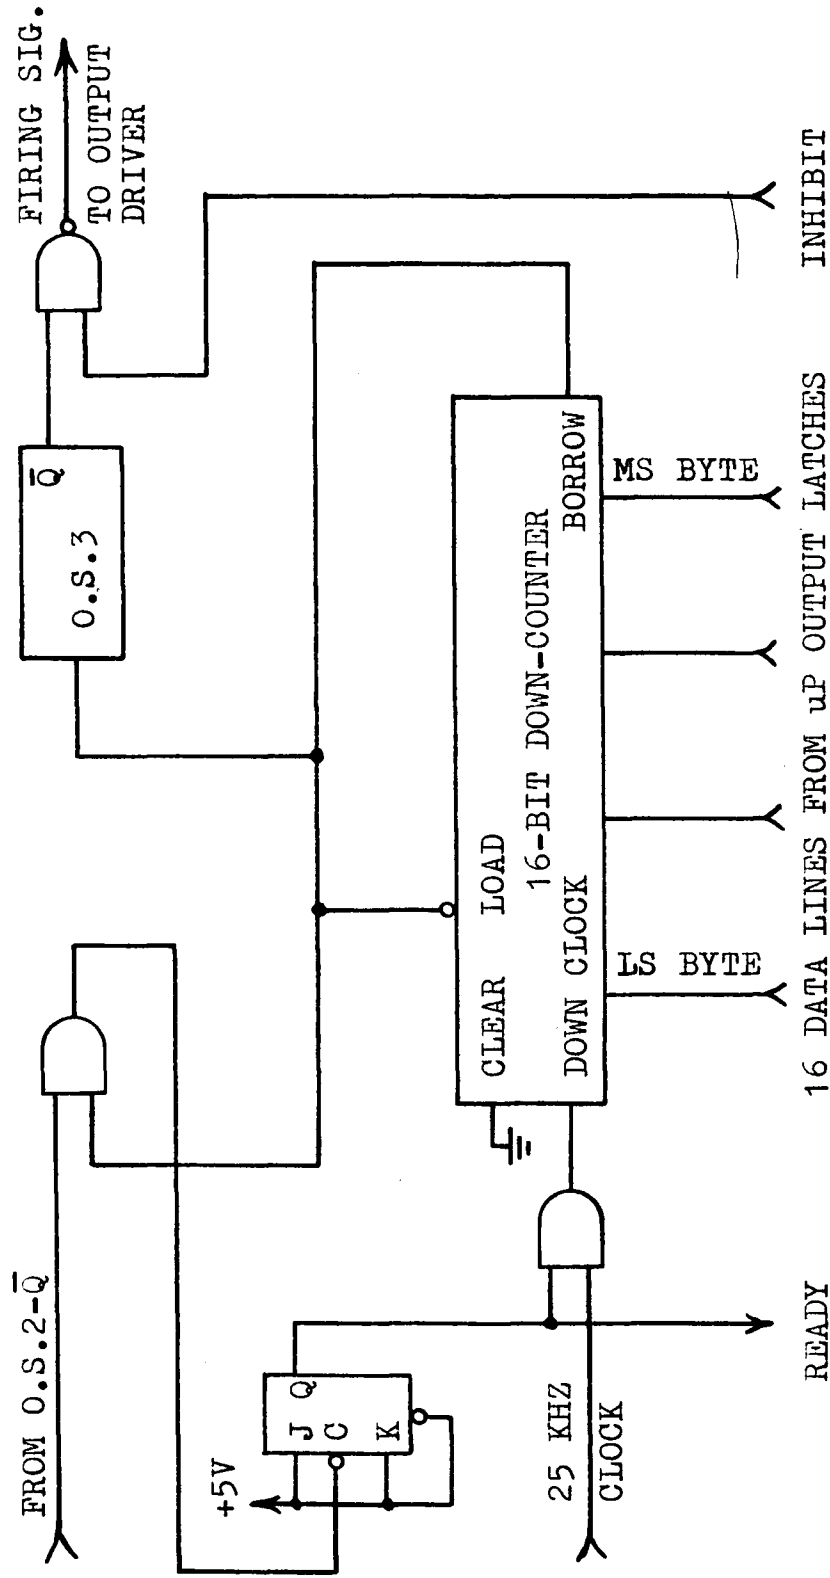 FROM O.S.2-Q̅
+5V
J Q
C
K
25 KHZ
CLOCK
READY
CLEAR LOAD
16-BIT DOWN-COUNTER
DOWN CLOCK BORROW
LS BYTE MS BYTE
16 DATA LINES FROM uP OUTPUT LATCHES
O.S.3
Q̅
FIRING SIG.
TO OUTPUT
DRIVER
INHIBIT